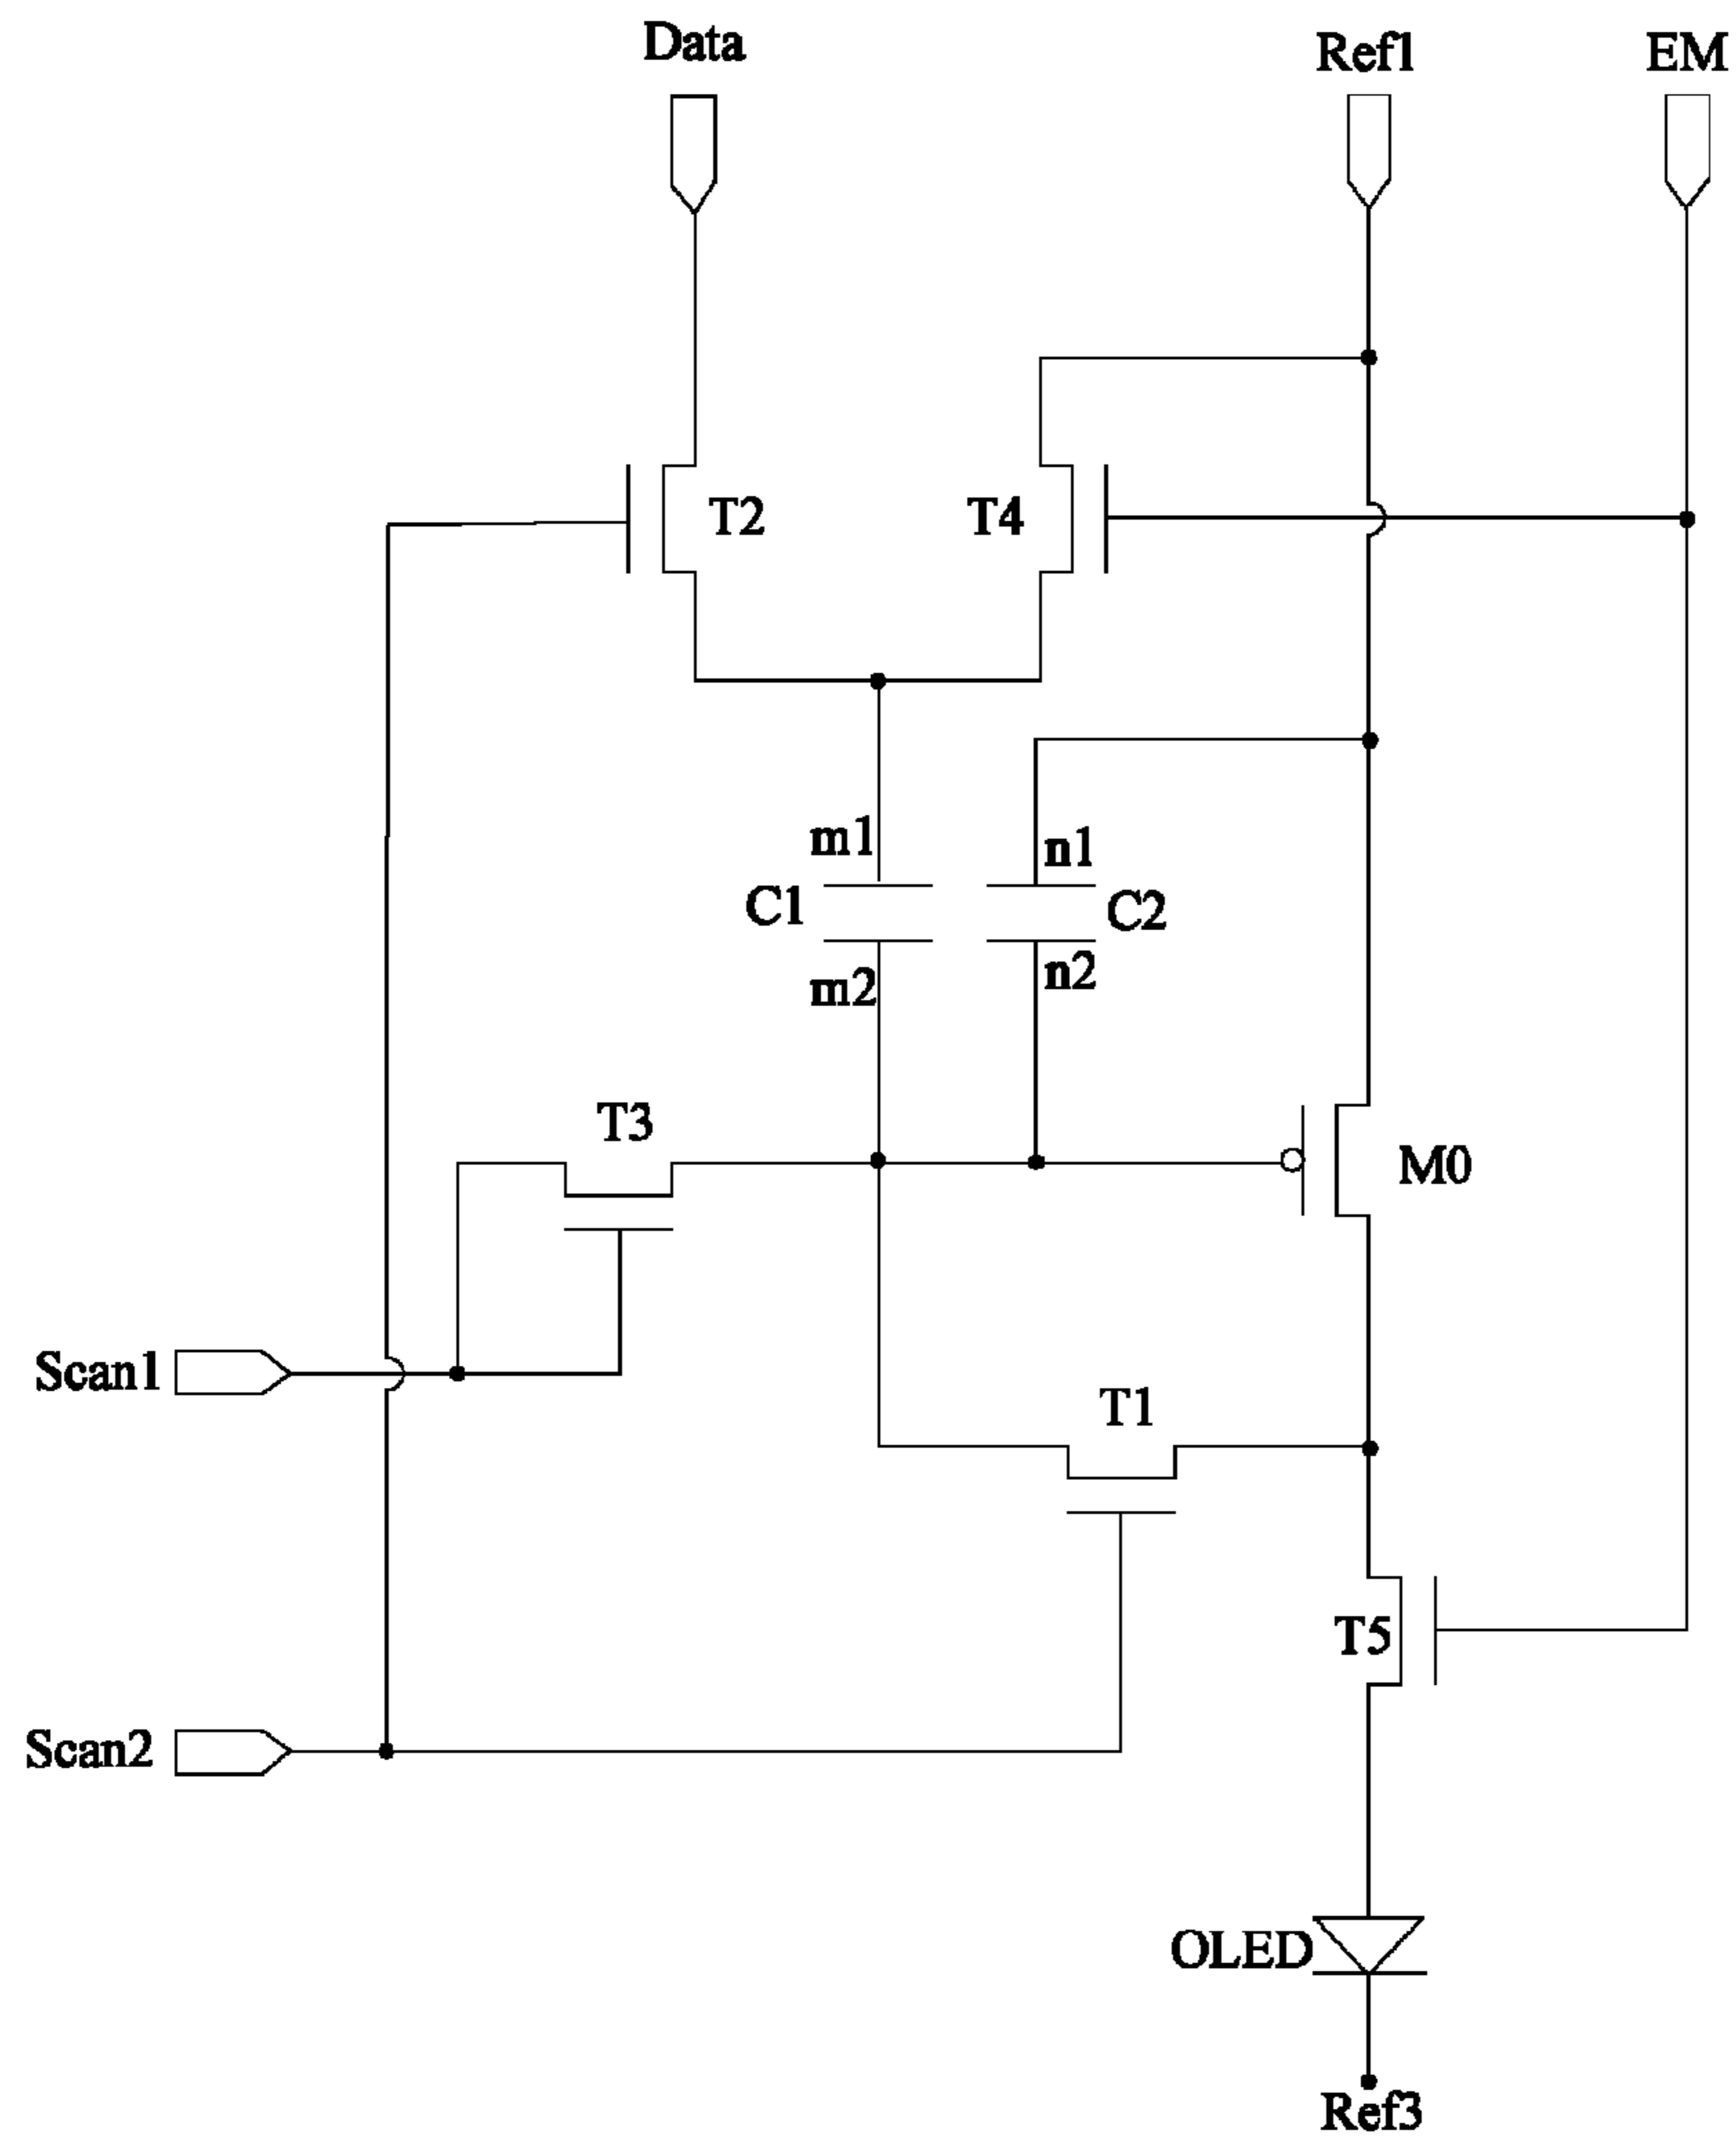 Data
Ref1
EM
T2
T4
m1
n1
C1
C2
m2
n2
T3
M0
Scan1
T1
T5
Scan2
OLED
Ref3